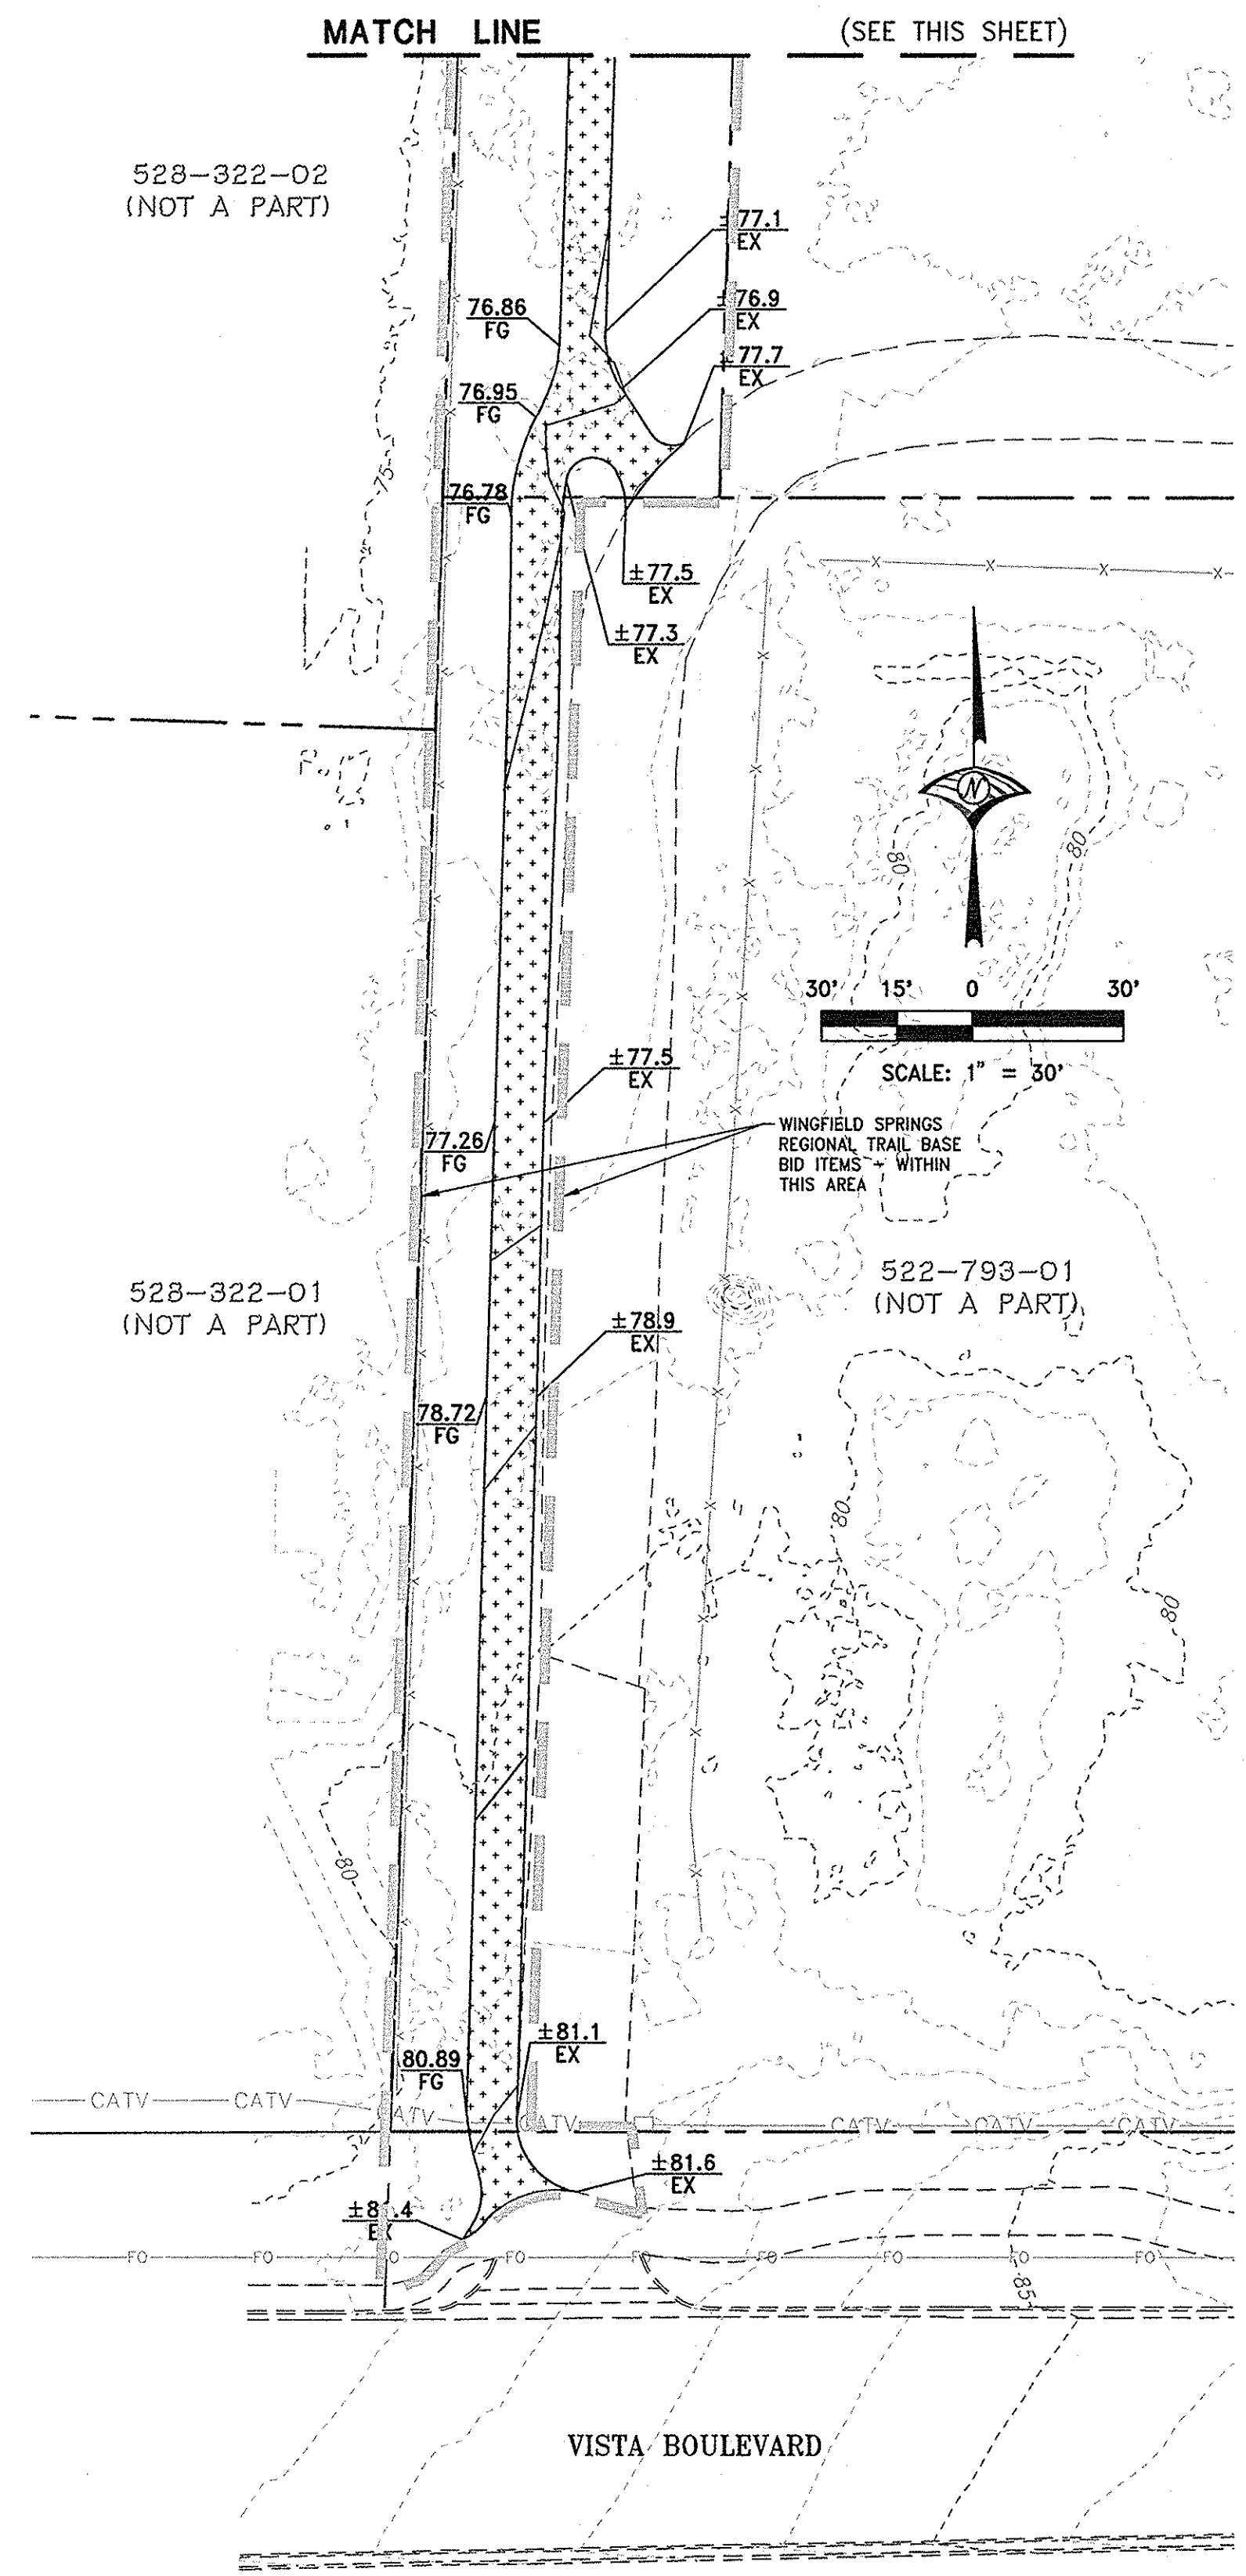 MATCH LINE (SEE THIS SHEET)
528-322-02
(NOT A PART)
±77.1
EX
76.86
FG
±76.9
EX
±77.7
EX
76.95
FG
75
76.78
FG
±77.5
EX
±77.3
EX
N
80
80
30' 15' 0 30'
SCALE: 1" = 30'
±77.5
EX
77.26
FG
WINGFIELD SPRINGS
REGIONAL TRAIL BASE
BID ITEMS - WITHIN
THIS AREA
528-322-01
(NOT A PART)
522-793-01
(NOT A PART)
±78.9
EX
78.72
FG
80
80
80
±81.1
EX
80.89
FG
CATV CATV CATV CATV CATV CATV CATV
±81.6
EX
EX
FO FO FO FO FO FO FO FO
85
VISTA BOULEVARD